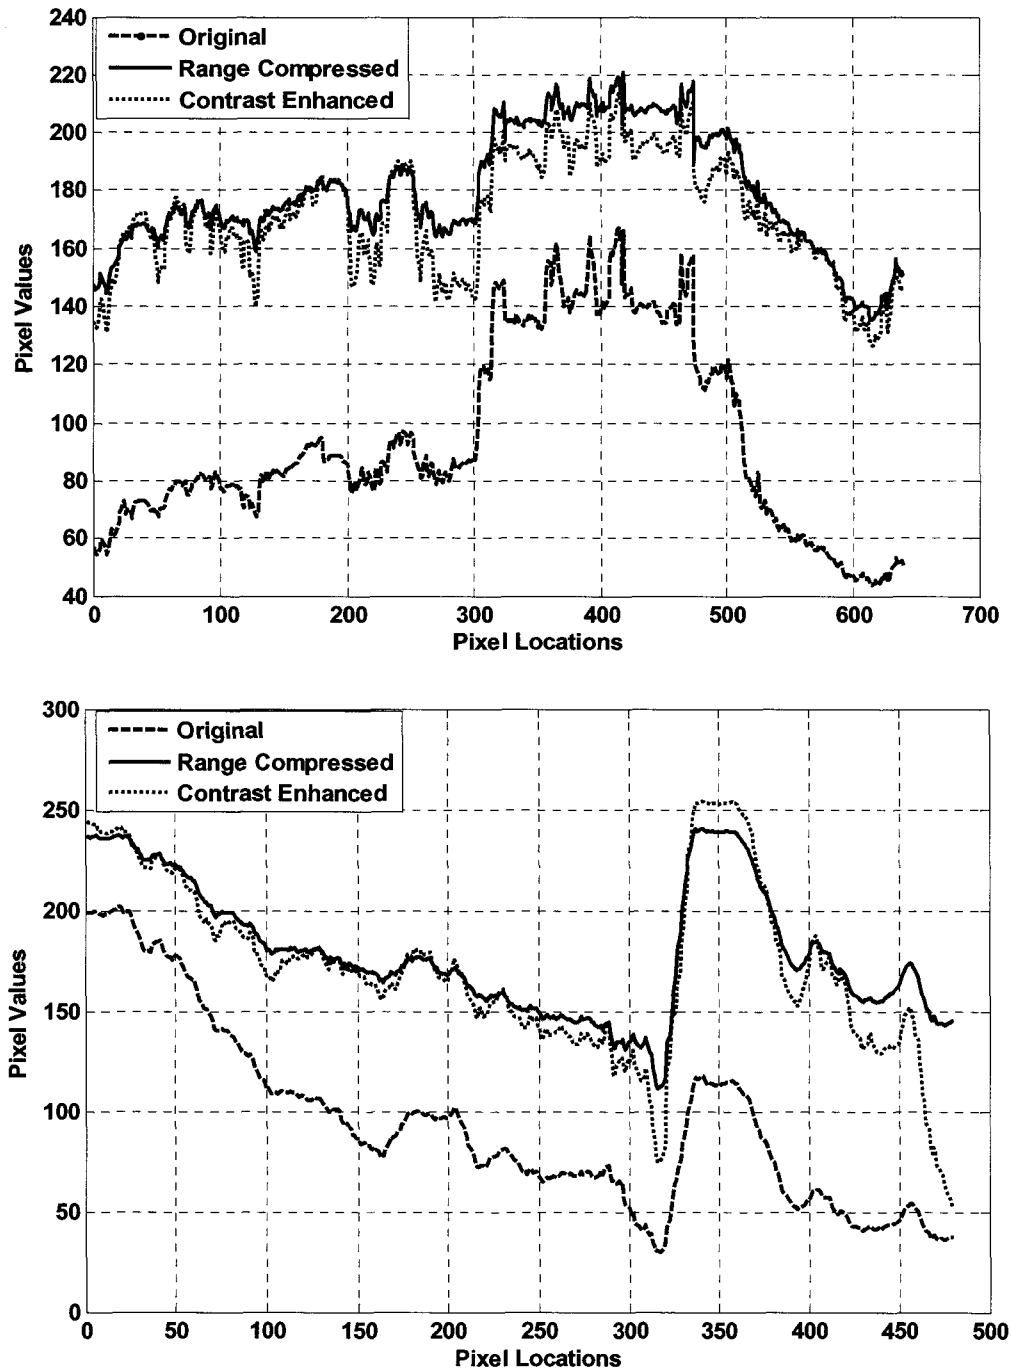 240
220
200
180
160
140
120
100
80
60
40
Pixel Values
Original
Range Compressed
Contrast Enhanced
0 100 200 300 400 500 600 700
Pixel Locations
300
250
200
150
100
50
0
Pixel Values
Original
Range Compressed
Contrast Enhanced
0 50 100 150 200 250 300 350 400 450 500
Pixel Locations